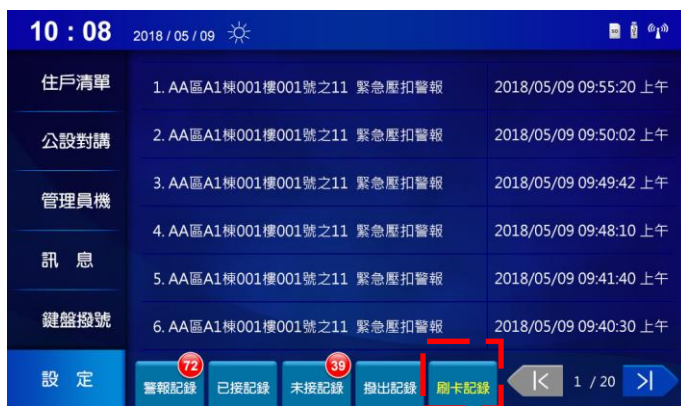 10 : 08 2018 / 05 / 09
SD
住戶清單
公設對講
管理員機
訊 息
鍵盤撥號
設 定
1. AA區A1棟001樓001號之11 緊急壓扣警報 2018/05/09 09:55:20 上午
2. AA區A1棟001樓001號之11 緊急壓扣警報 2018/05/09 09:50:02 上午
3. AA區A1棟001樓001號之11 緊急壓扣警報 2018/05/09 09:49:42 上午
4. AA區A1棟001樓001號之11 緊急壓扣警報 2018/05/09 09:48:10 上午
5. AA區A1棟001樓001號之11 緊急壓扣警報 2018/05/09 09:41:40 上午
6. AA區A1棟001樓001號之11 緊急壓扣警報 2018/05/09 09:40:30 上午
72 39
警報記錄 已接記錄 未接記錄 撥出記錄 刷卡記錄 1 / 20